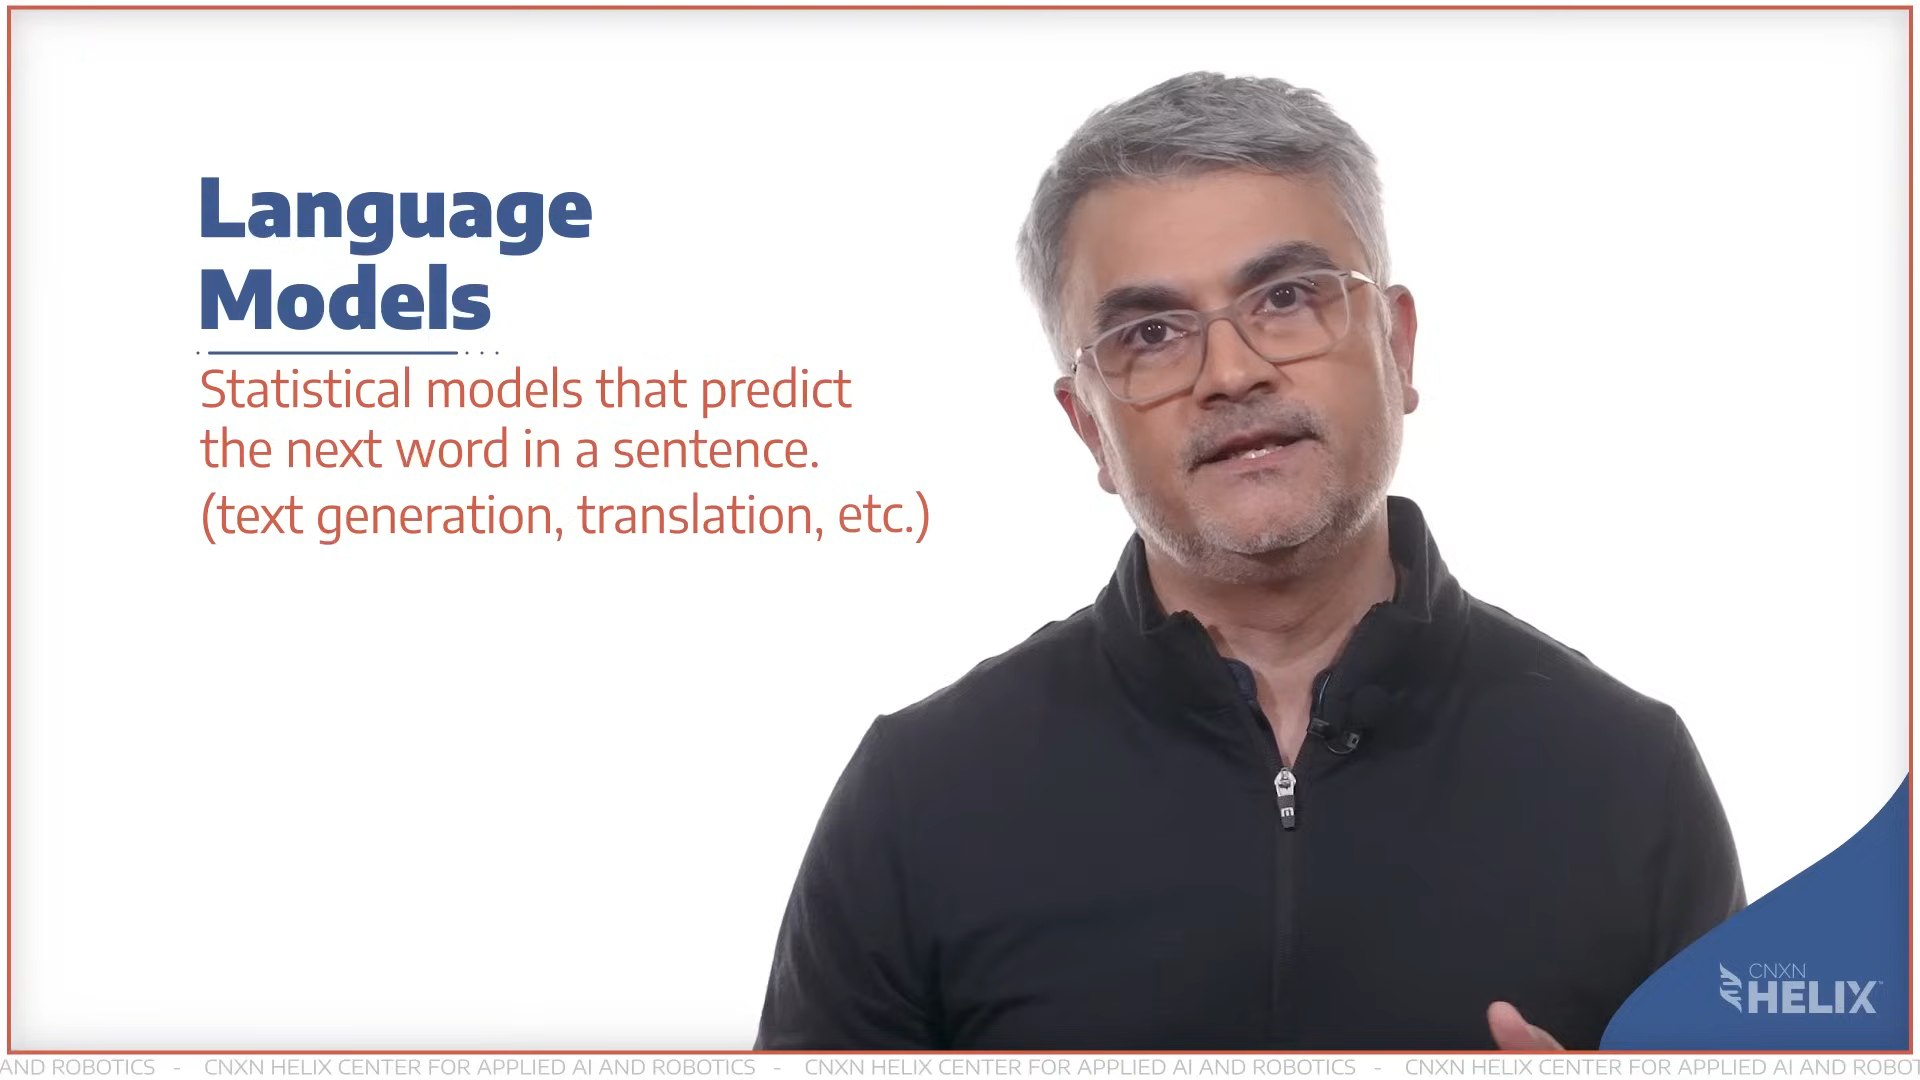 Language
Models
Statistical models that predict
the next word in a sentence.
(text generation, translation, etc.)
CNXN
HELIX™
AND ROBOTICS - CNXN HELIX CENTER FOR APPLIED AI AND ROBOTICS - CNXN HELIX CENTER FOR APPLIED AI AND ROBOTICS - CNXN HELIX CENTER FOR APPLIED AI AND ROBOT